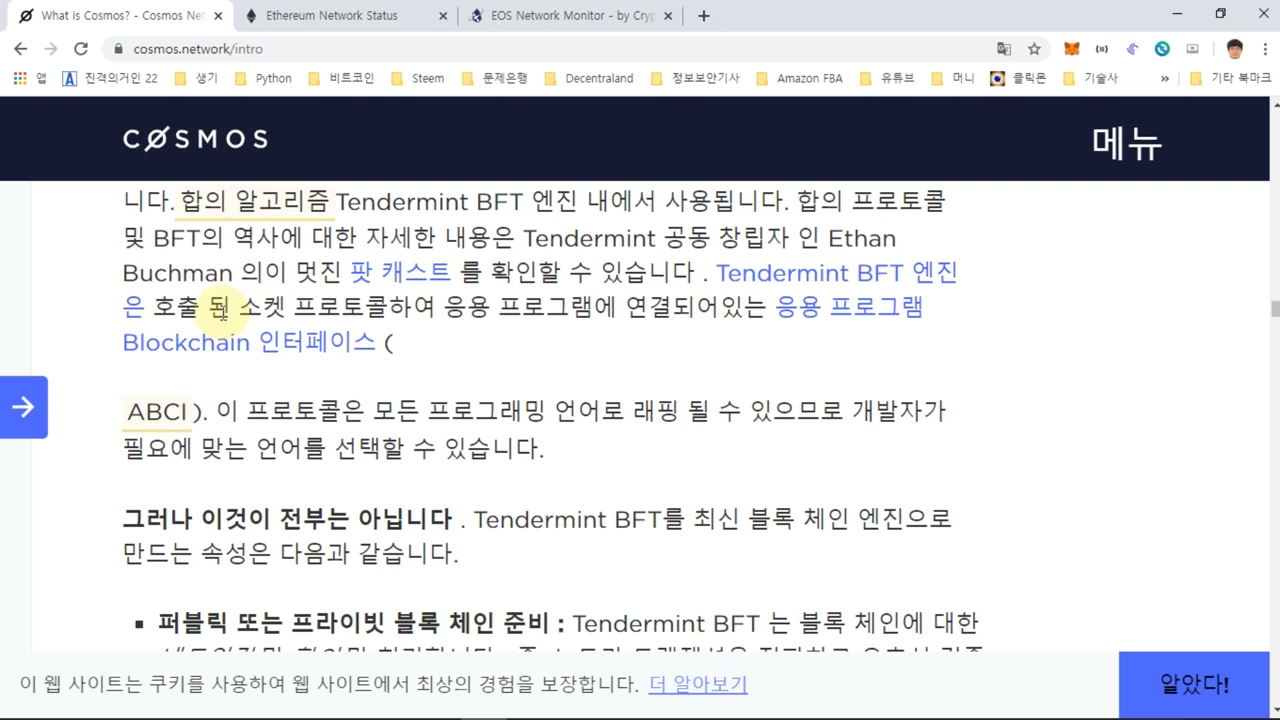 What is Cosmos? - Cosmos Net
Ethereum Network Status
EOS Network Monitor - by Cryp
cosmos.network/intro
앱
진격의거인 22
생기
Python
비트코인
Steem
문제은행
Decentraland
정보보안기사
Amazon FBA
유튜브
머니
클릭몬
기술사
»
기타 북마크
COSMOS
메뉴
니다. 합의 알고리즘 Tendermint BFT 엔진 내에서 사용됩니다. 합의 프로토콜
및 BFT의 역사에 대한 자세한 내용은 Tendermint 공동 창립자 인 Ethan
Buchman 의이 멋진 팟 캐스트 를 확인할 수 있습니다 . Tendermint BFT 엔진
은 호출 된 소켓 프로토콜하여 응용 프로그램에 연결되어있는 응용 프로그램
Blockchain 인터페이스 (
ABCI ). 이 프로토콜은 모든 프로그래밍 언어로 래핑 될 수 있으므로 개발자가
필요에 맞는 언어를 선택할 수 있습니다.
그러나 이것이 전부는 아닙니다 . Tendermint BFT를 최신 블록 체인 엔진으로
만드는 속성은 다음과 같습니다.
▪ 퍼블릭 또는 프라이빗 블록 체인 준비 : Tendermint BFT 는 블록 체인에 대한
이 웹 사이트는 쿠키를 사용하여 웹 사이트에서 최상의 경험을 보장합니다. 더 알아보기
알았다!